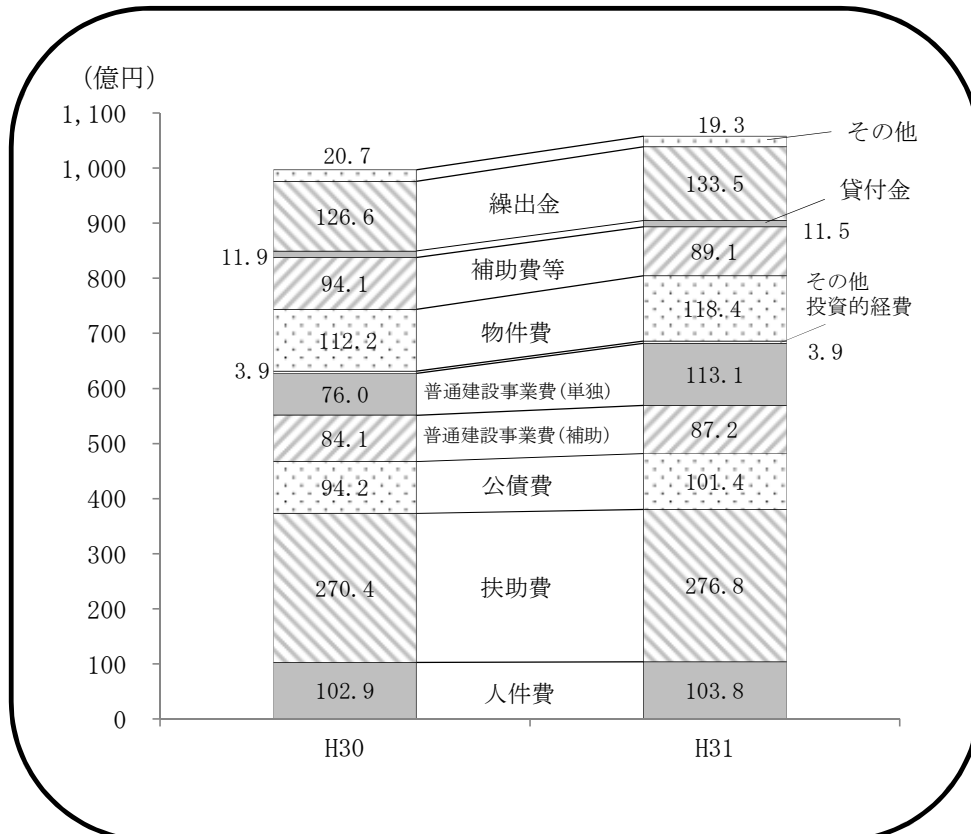 (億円)
1,100
1,000
900
800
700
600
500
400
300
200
100
0
20.7
126.6
11.9
94.1
112.2
3.9
76.0
84.1
94.2
270.4
102.9
繰出金
補助費等
物件費
普通建設事業費(単独)
普通建設事業費(補助)
公債費
扶助費
人件費
19.3
133.5
89.1
118.4
113.1
87.2
101.4
276.8
103.8
その他
貸付金
11.5
その他
投資的経費
3.9
H30
H31